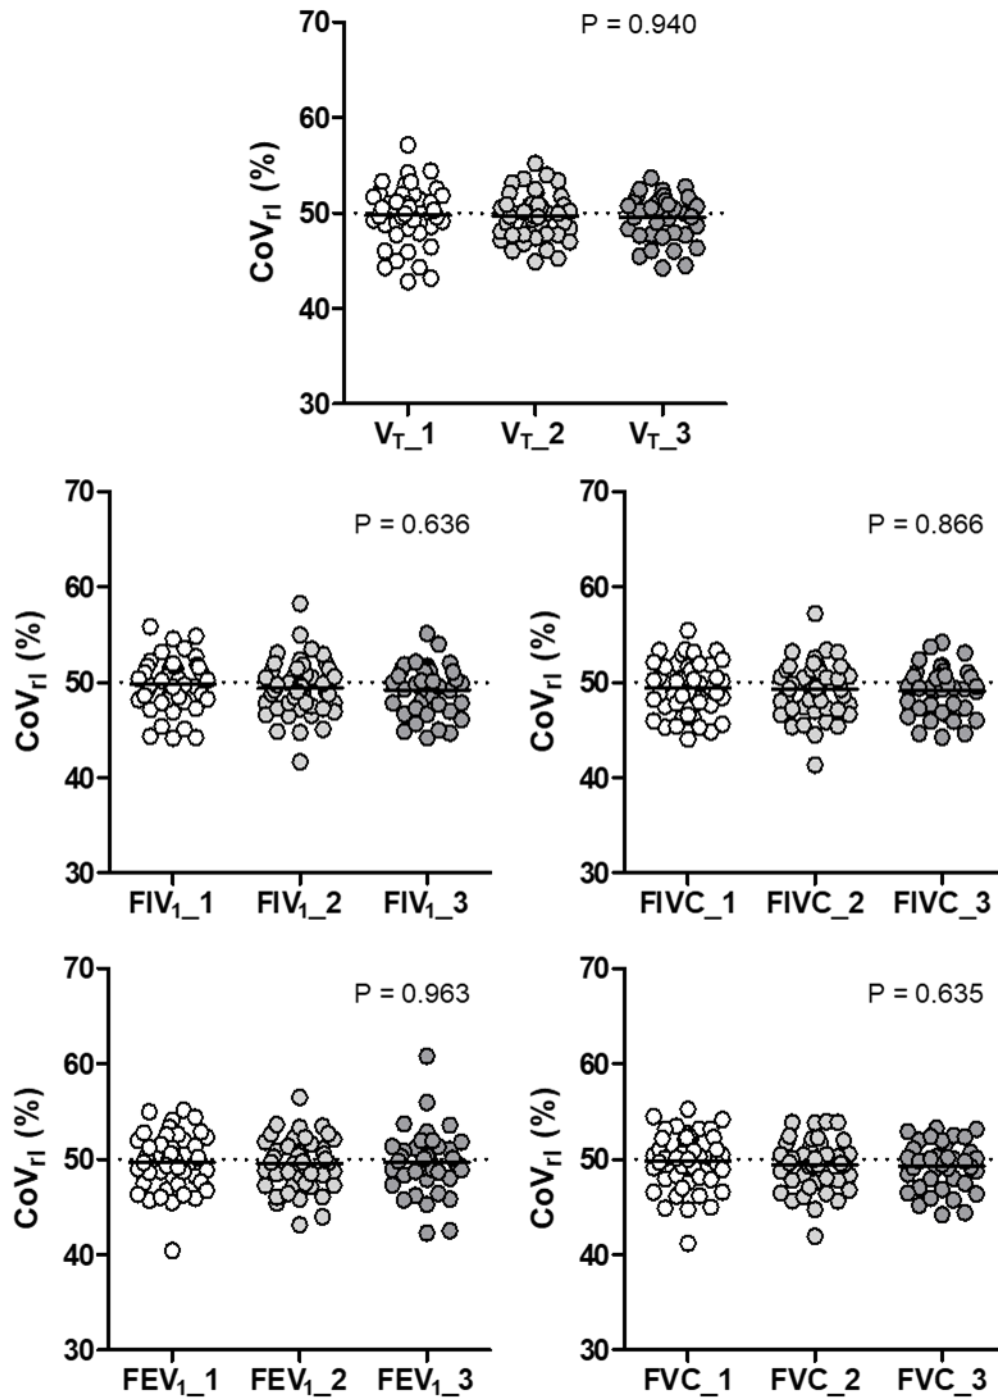 P = 0.940
CoVrl (%)
70
60
50
40
30
VT_1 VT_2 VT_3
P = 0.636
CoVrl (%)
70
60
50
40
30
FIV1_1 FIV1_2 FIV1_3
P = 0.866
CoVrl (%)
70
60
50
40
30
FIVC_1 FIVC_2 FIVC_3
P = 0.963
CoVrl (%)
70
60
50
40
30
FEV1_1 FEV1_2 FEV1_3
P = 0.635
CoVrl (%)
70
60
50
40
30
FVC_1 FVC_2 FVC_3